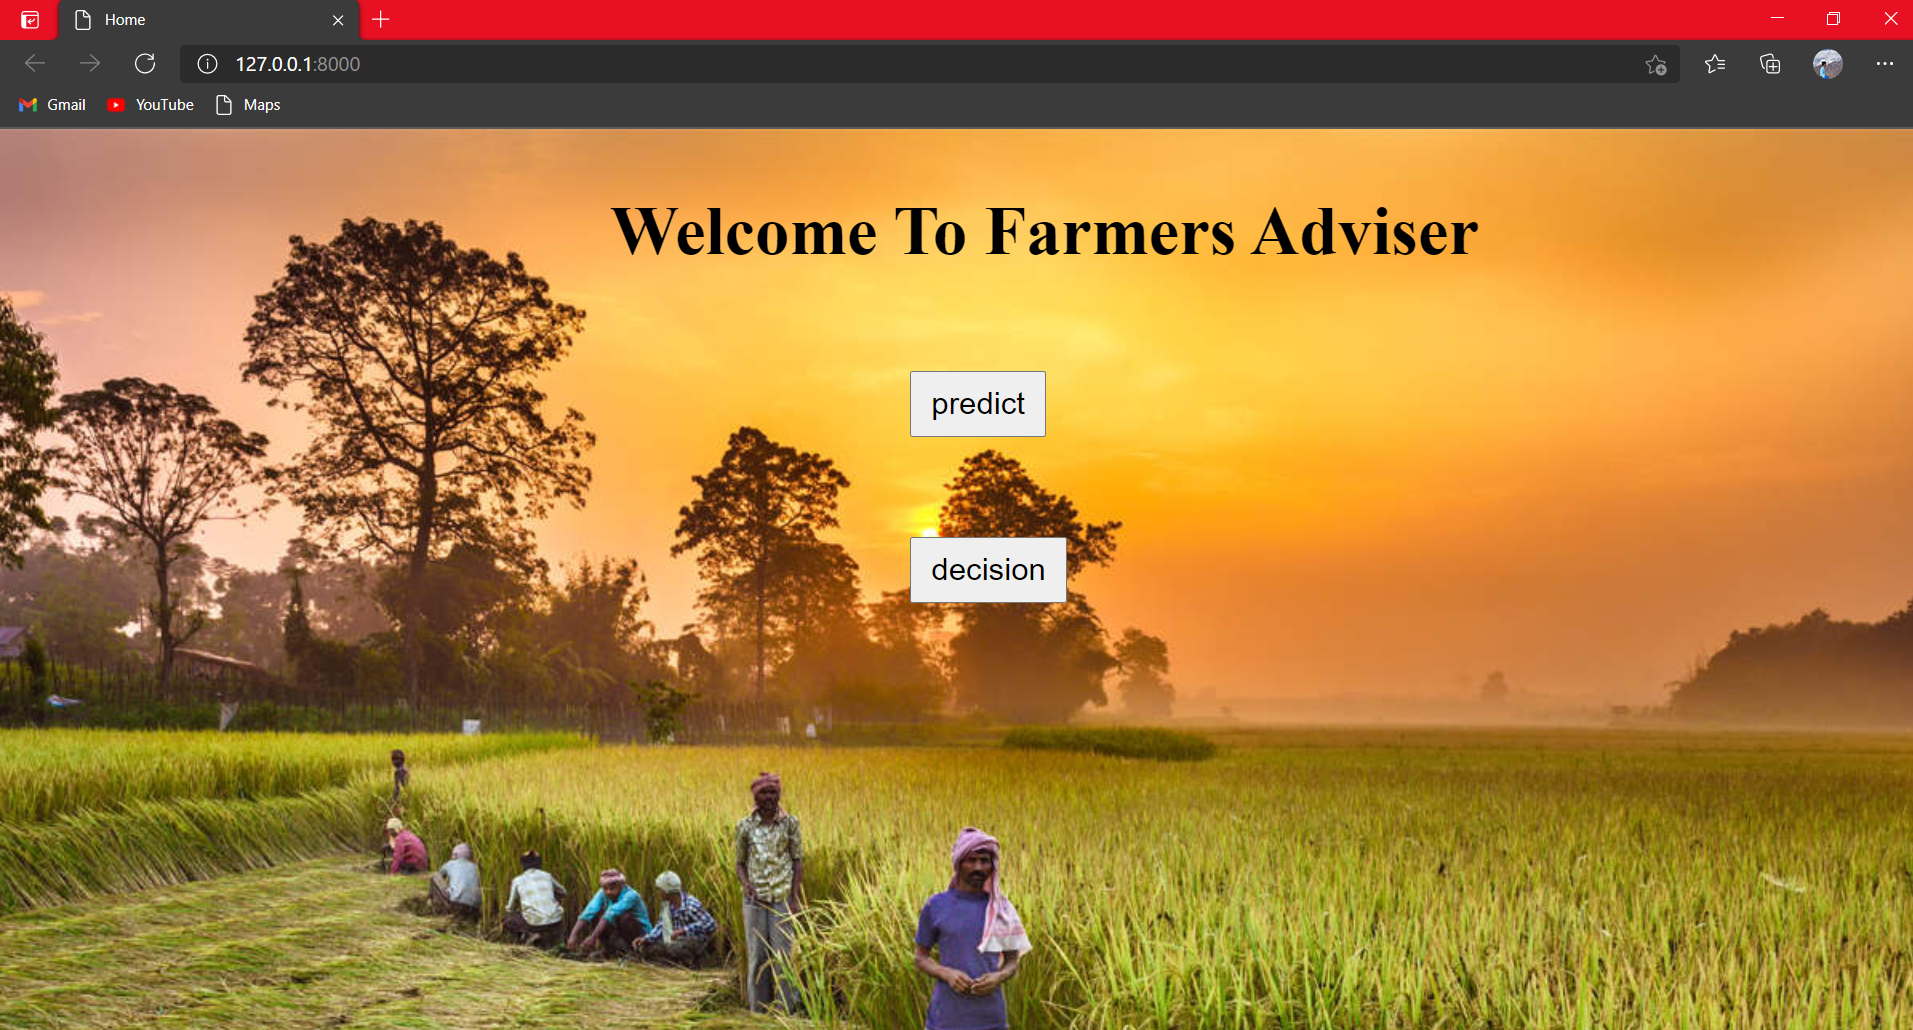 Home
127.0.0.1:8000
Gmail YouTube Maps
Welcome To Farmers Adviser
predict
decision